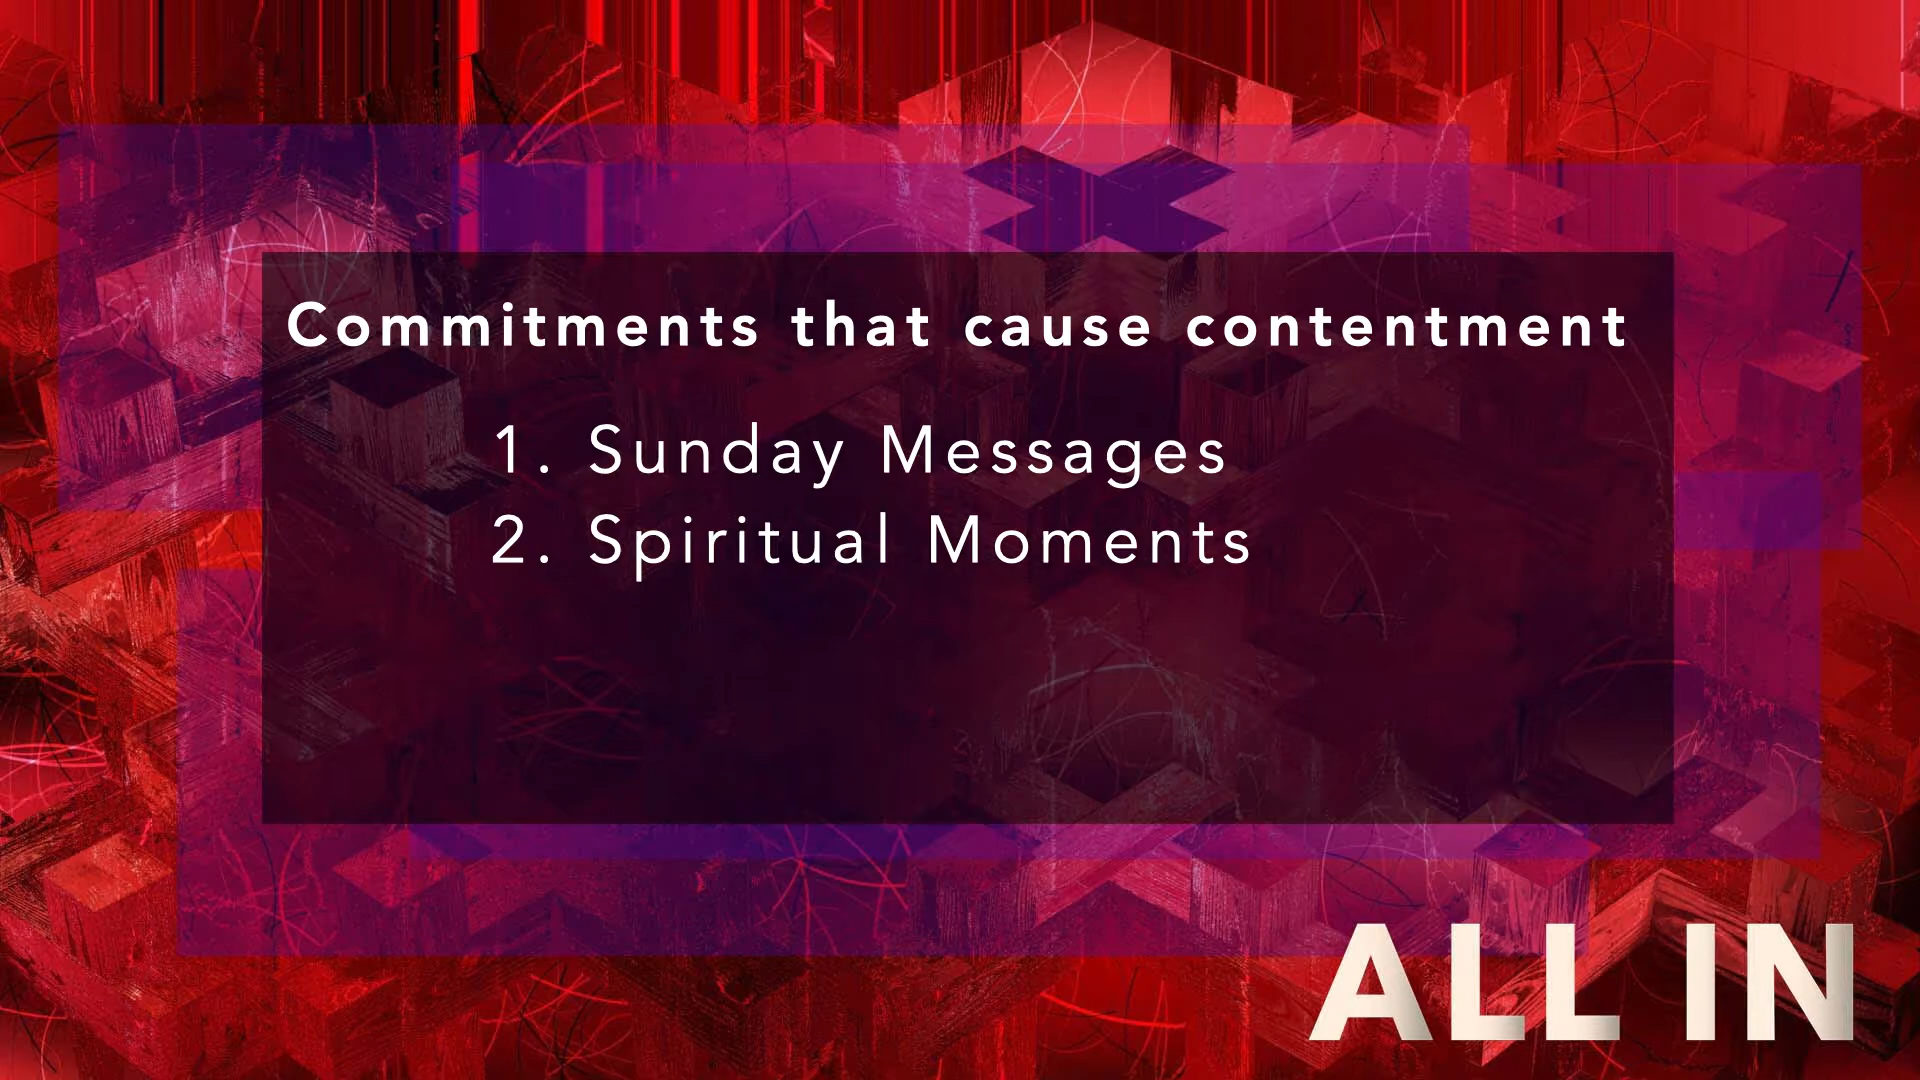 Commitments that cause contentment
1. Sunday Messages
2. Spiritual Moments
ALL IN